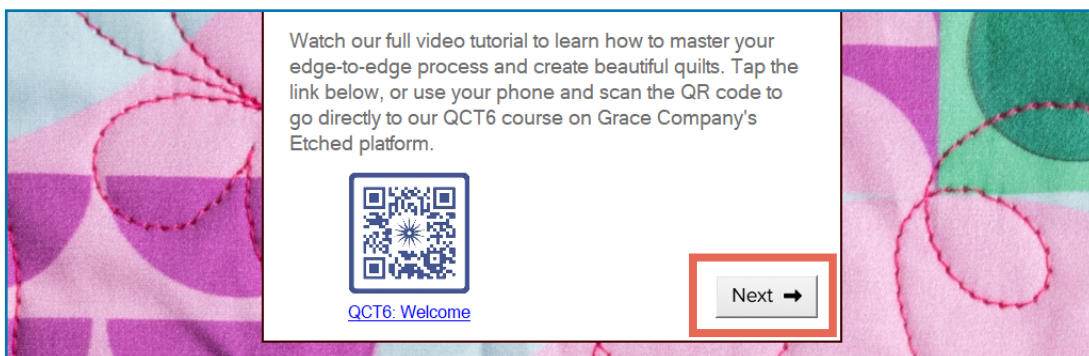 Watch our full video tutorial to learn how to master your
edge-to-edge process and create beautiful quilts. Tap the
link below, or use your phone and scan the QR code to
go directly to our QCT6 course on Grace Company's
Etched platform.
QCT6: Welcome
Next ➞